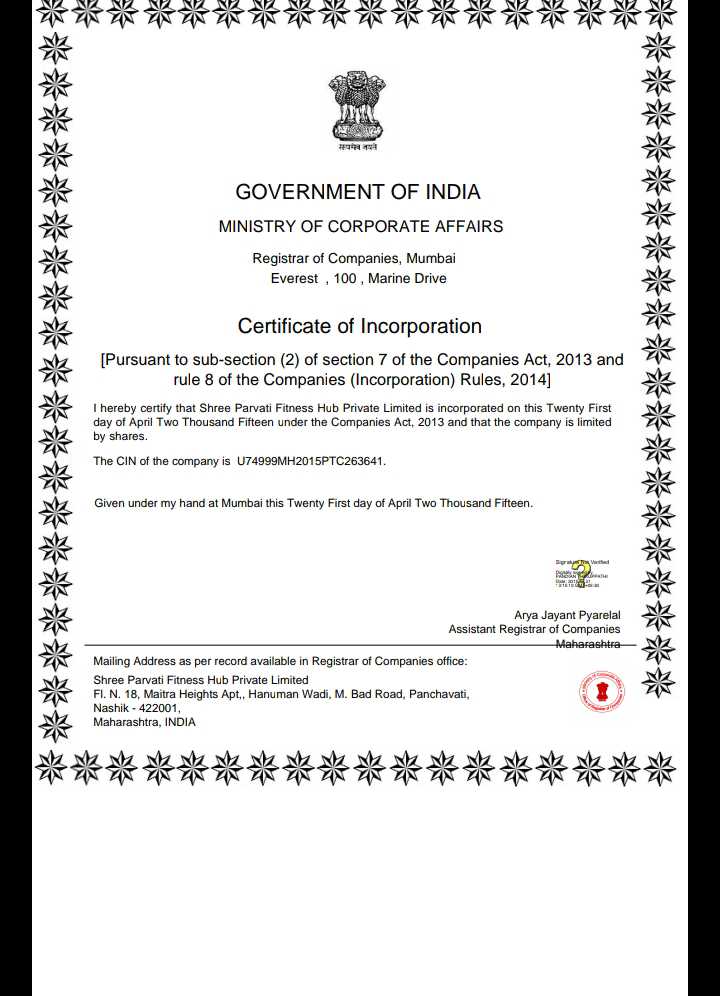 सत्यमेव जयते
GOVERNMENT OF INDIA
MINISTRY OF CORPORATE AFFAIRS
Registrar of Companies, Mumbai
Everest , 100 , Marine Drive
Certificate of Incorporation
[Pursuant to sub-section (2) of section 7 of the Companies Act, 2013 and
rule 8 of the Companies (Incorporation) Rules, 2014]
I hereby certify that Shree Parvati Fitness Hub Private Limited is incorporated on this Twenty First
day of April Two Thousand Fifteen under the Companies Act, 2013 and that the company is limited
by shares.
The CIN of the company is U74999MH2015PTC263641.
Given under my hand at Mumbai this Twenty First day of April Two Thousand Fifteen.
Signature Not Verified
Arya Jayant Pyarelal
Assistant Registrar of Companies
Maharashtra
Mailing Address as per record available in Registrar of Companies office:
Shree Parvati Fitness Hub Private Limited
Fl. N. 18, Maitra Heights Apt,, Hanuman Wadi, M. Bad Road, Panchavati,
Nashik - 422001,
Maharashtra, INDIA